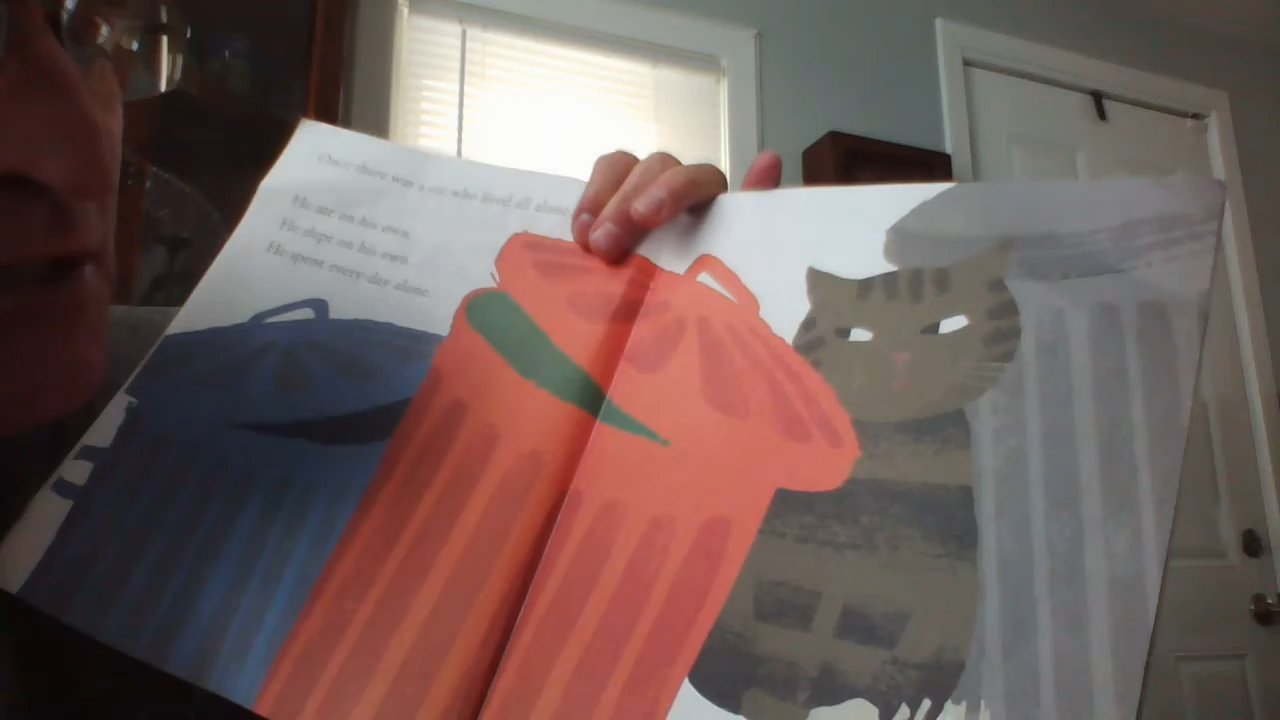 Once there was a cat who lived all alone.
He ate on his own.
He slept on his own.
He spent every day alone.